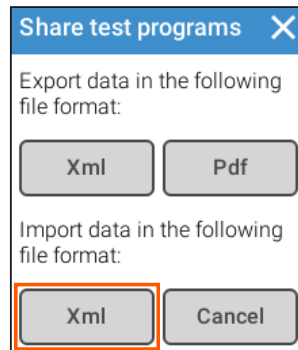 Share test programs
Export data in the following
file format:
Xml Pdf
Import data in the following
file format:
Xml Cancel